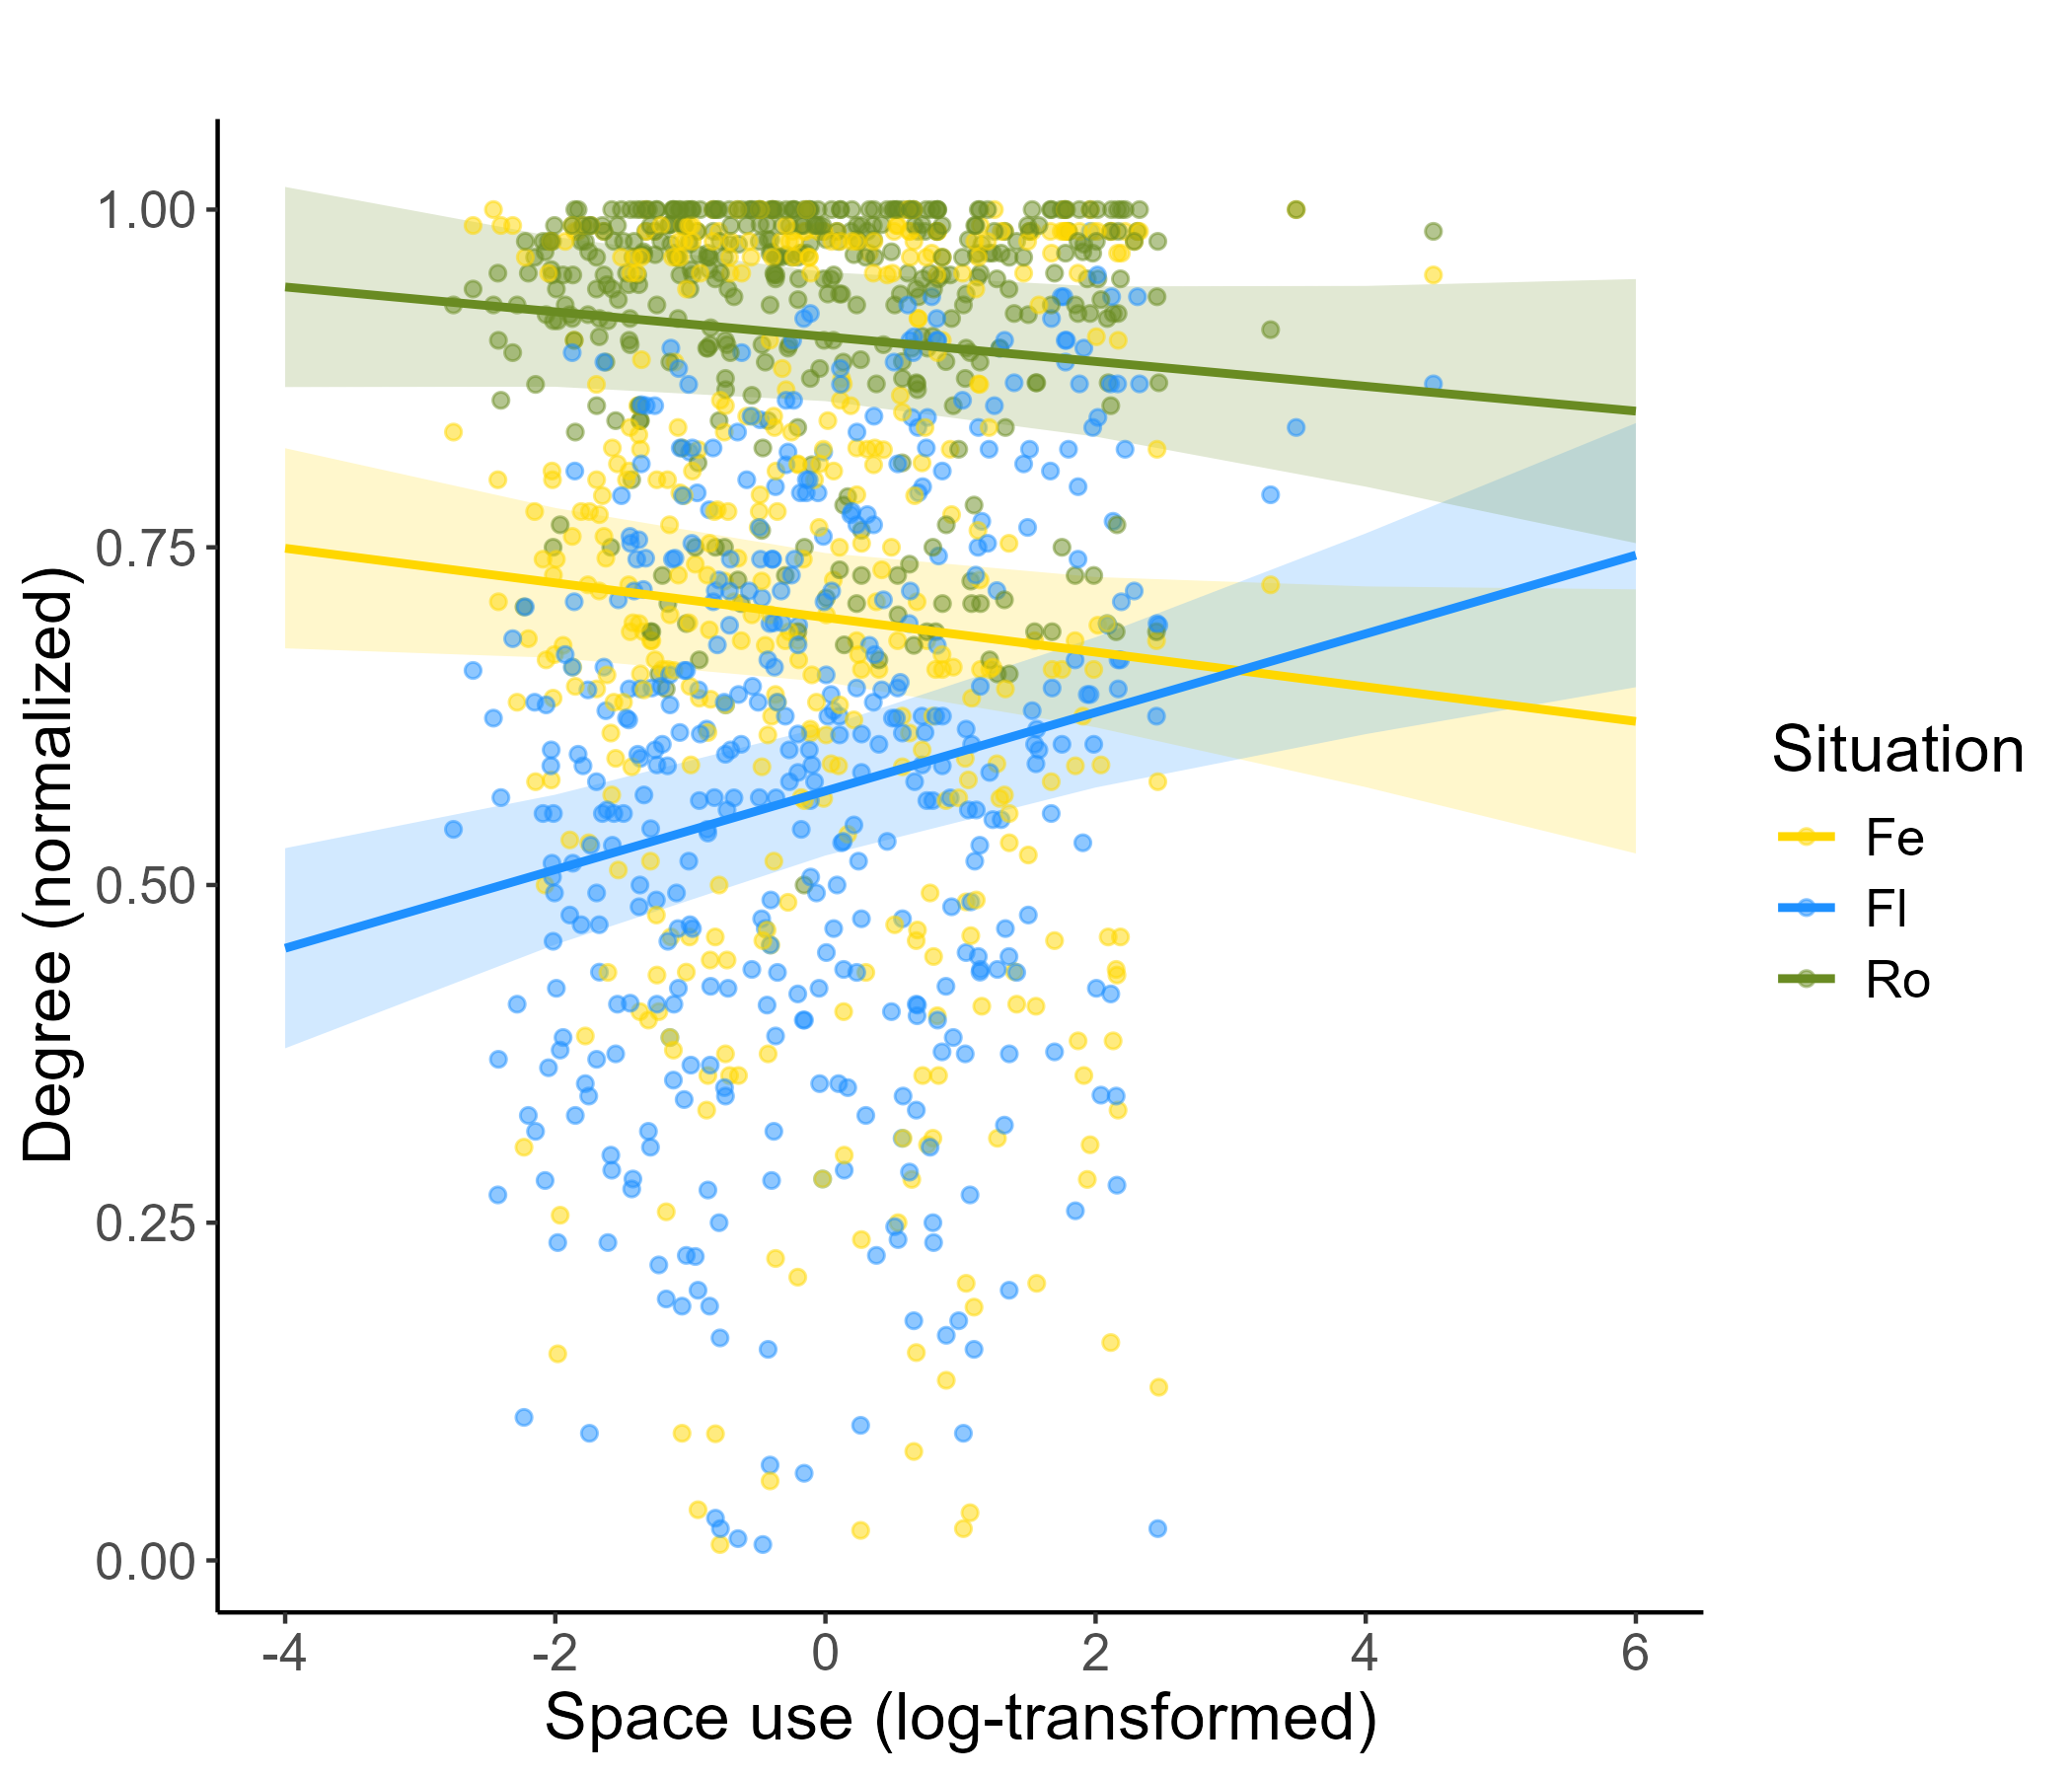 1.00
0.75
0.50
0.25
0.00
Degree (normalized)
-4 -2 0 2 4 6
Space use (log-transformed)
Situation
Fe
Fl
Ro